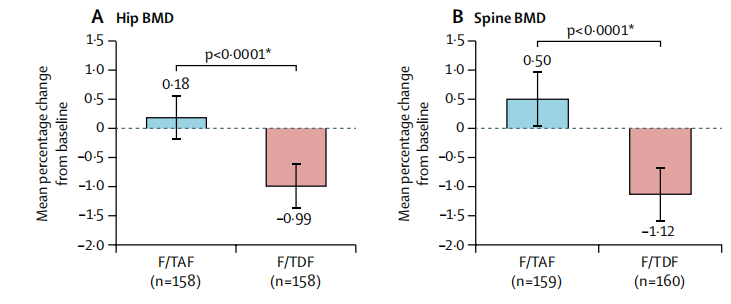 A Hip BMD
Mean percentage change
from baseline
1·5
1·0
0·5
0
–0·5
–1·0
–1·5
–2·0
p<0·0001*
0·18
–0·99
F/TAF
(n=158)
F/TDF
(n=158)
B Spine BMD
Mean percentage change
from baseline
1·5
1·0
0·5
0
–0·5
–1·0
–1·5
–2·0
p<0·0001*
0·50
–1·12
F/TAF
(n=159)
F/TDF
(n=160)